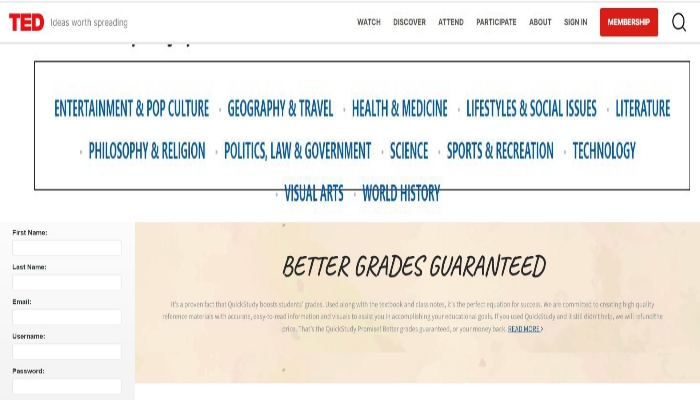 TED Ideas worth spreading WATCH DISCOVER ATTEND PARTICIPATE ABOUT SIGN IN MEMBERSHIP
ENTERTAINMENT & POP CULTURE · GEOGRAPHY & TRAVEL · HEALTH & MEDICINE · LIFESTYLES & SOCIAL ISSUES · LITERATURE
· PHILOSOPHY & RELIGION · POLITICS, LAW & GOVERNMENT · SCIENCE · SPORTS & RECREATION · TECHNOLOGY
· VISUAL ARTS · WORLD HISTORY
First Name:
Last Name:
Email:
Username:
Password:
BETTER GRADES GUARANTEED
It's a proven fact that QuickStudy boosts students' grades. Used along with the textbook and class notes, it's the perfect equation for success. We are committed to creating high quality
reference materials with accurate, easy-to-read information and visuals to assist you in accomplishing your educational goals. If you used QuickStudy and it still didn't help, we will refund the
price. That's the QuickStudy Promise! Better grades guaranteed, or your money back. READ MORE >